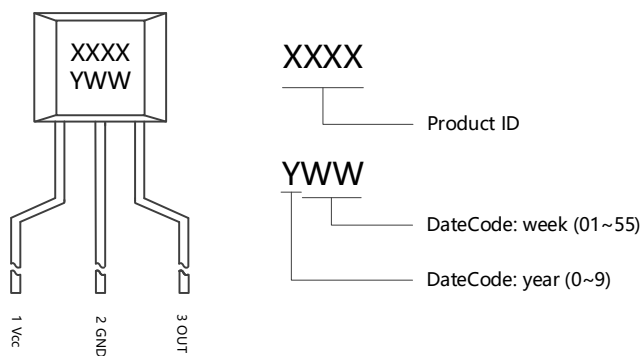 XXXX
YWW
1 Vcc
2 GND
3 OUT
XXXX
Product ID
YWW
DateCode: week (01~55)
DateCode: year (0~9)